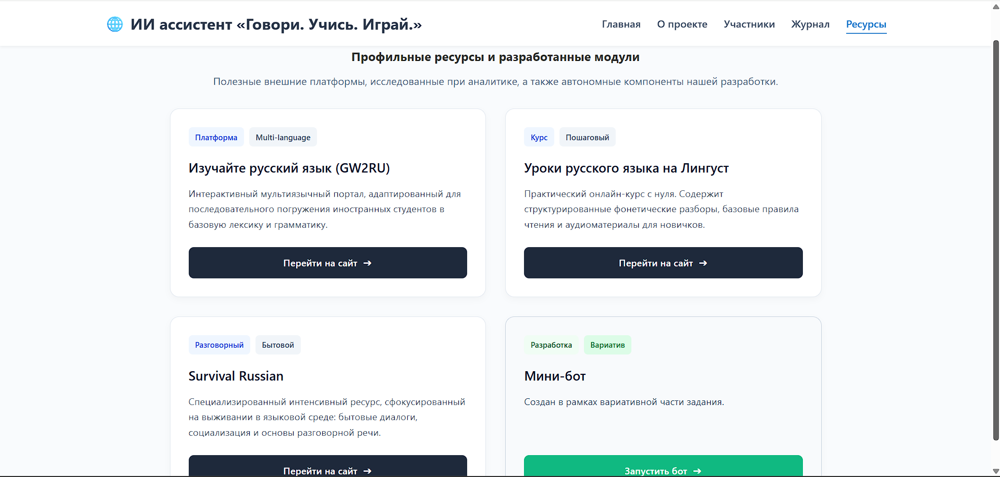 ИИ ассистент «Говори. Учись. Играй.»
Главная О проекте Участники Журнал Ресурсы
Профильные ресурсы и разработанные модули
Полезные внешние платформы, исследованные при аналитике, а также автономные компоненты нашей разработки.
Платформа Multi-language
Изучайте русский язык (GW2RU)
Интерактивный мультиязычный портал, адаптированный для
последовательного погружения иностранных студентов в
базовую лексику и грамматику.
Перейти на сайт →
Курс Пошаговый
Уроки русского языка на Лингуст
Практический онлайн-курс с нуля. Содержит
структурированные фонетические разборы, базовые правила
чтения и аудиоматериалы для новичков.
Перейти на сайт →
Разговорный Бытовой
Survival Russian
Специализированный интенсивный ресурс, сфокусированный
на выживании в языковой среде: бытовые диалоги,
социализация и основы разговорной речи.
Перейти на сайт →
Разработка Вариатив
Мини-бот
Создан в рамках вариативной части задания.
Запустить бот →